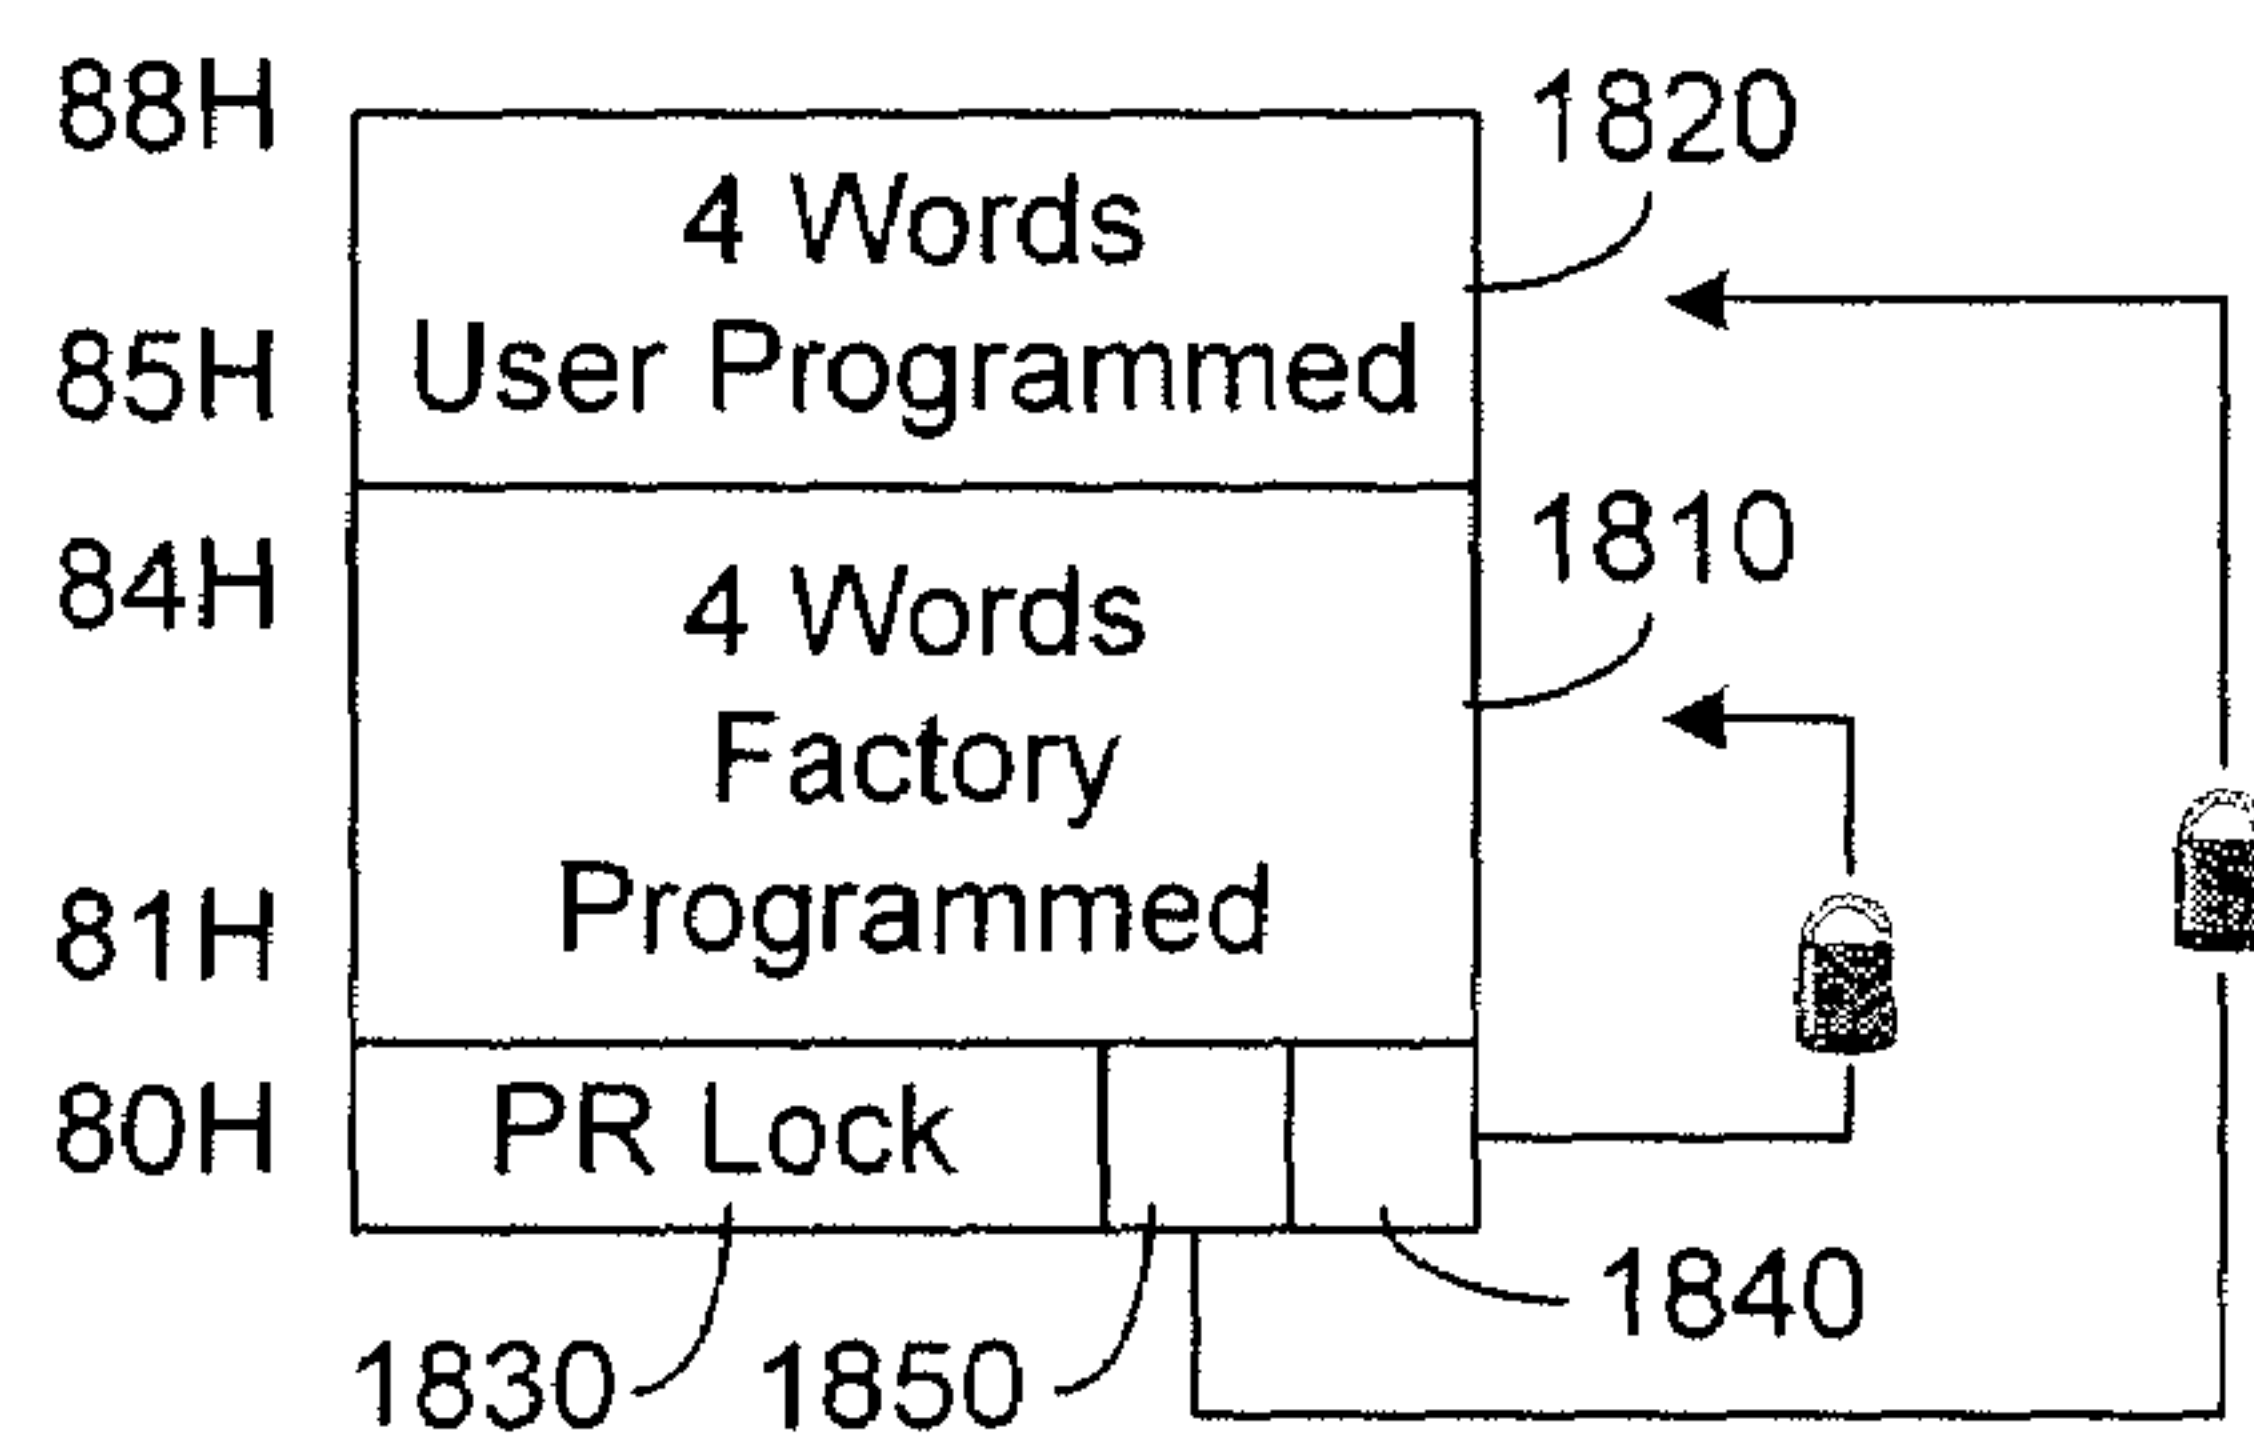 88H
1820
4 Words
85H
User Programmed
84H
1810
4 Words
Factory
81H
Programmed
80H
PR Lock
1840
1830
1850